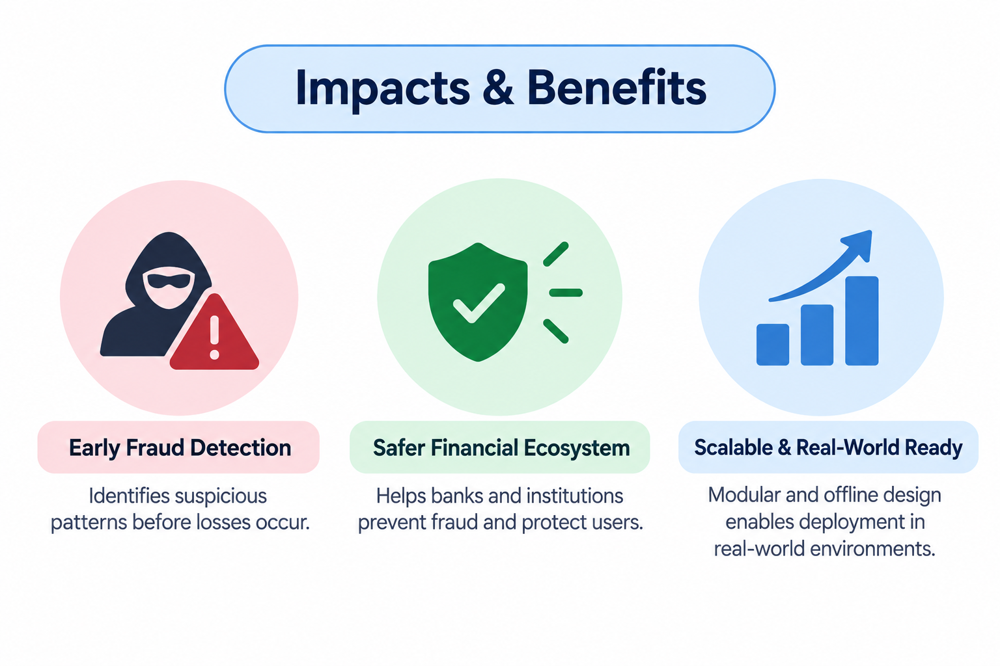 Impacts & Benefits
Early Fraud Detection
Identifies suspicious
patterns before losses occur.
Safer Financial Ecosystem
Helps banks and institutions
prevent fraud and protect users.
Scalable & Real-World Ready
Modular and offline design
enables deployment in
real-world environments.